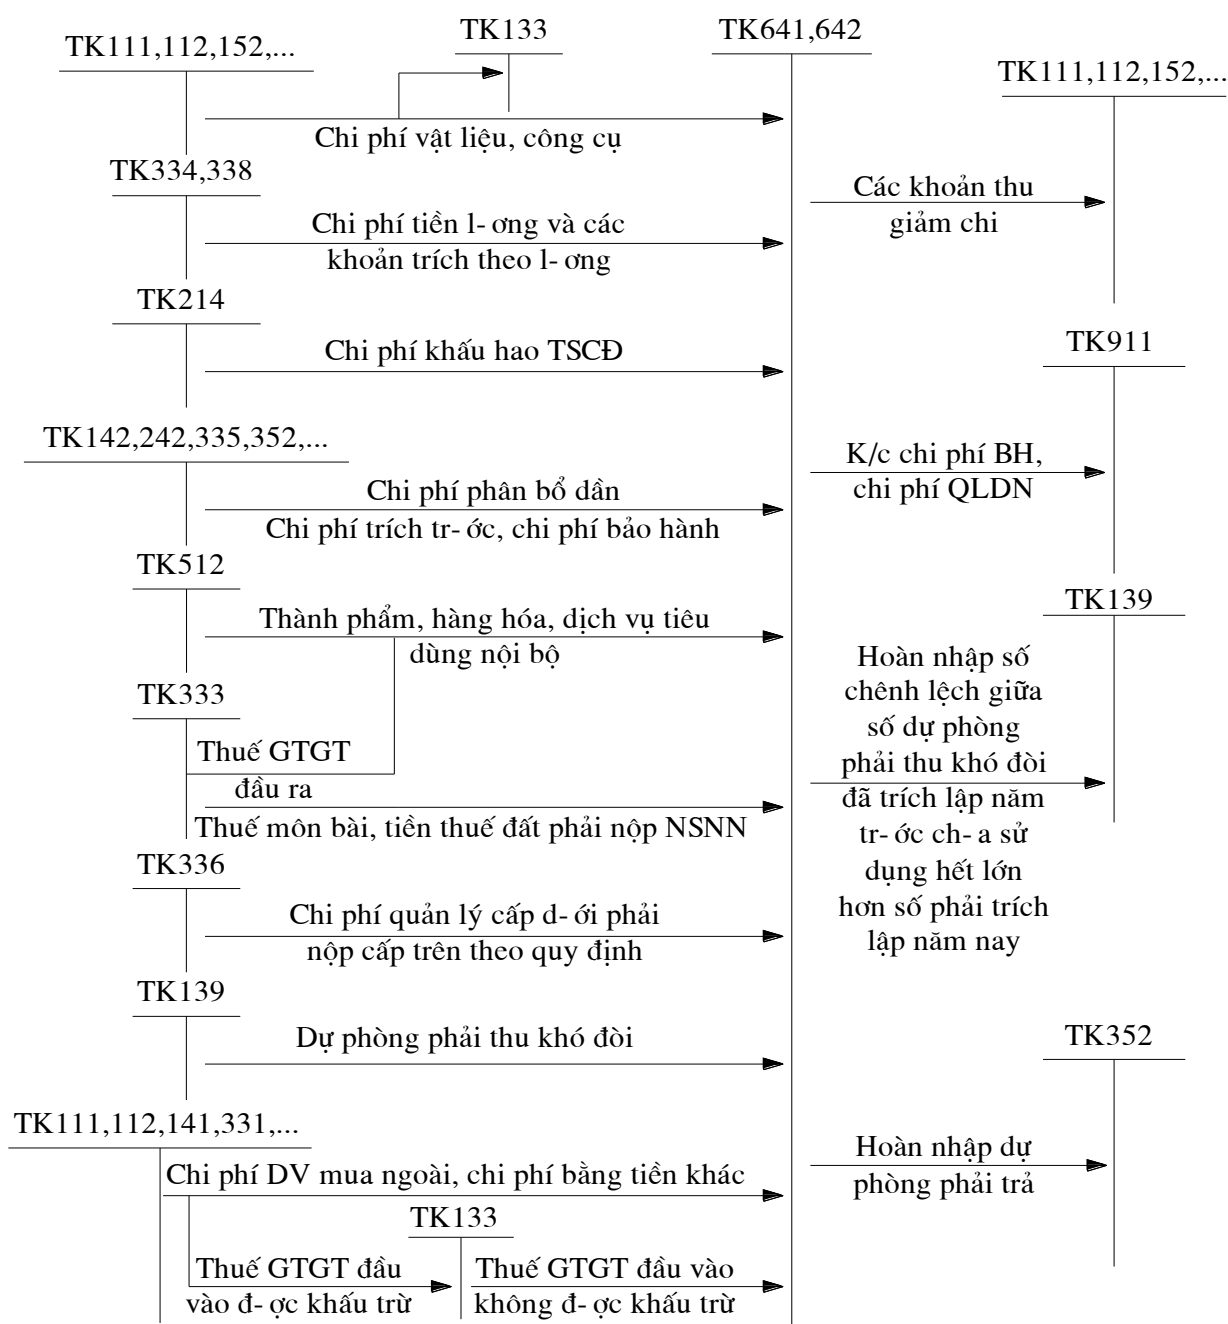 TK111,112,152,...
TK133
TK641,642
TK111,112,152,...
Chi phí vật liệu, công cụ
TK334,338
Chi phí tiền l- ơng và các
khoản trích theo l- ơng
Các khoản thu
giảm chi
TK214
Chi phí khấu hao TSCĐ
TK911
TK142,242,335,352,...
Chi phí phân bổ dần
Chi phí trích tr- ớc, chi phí bảo hành
K/c chi phí BH,
chi phí QLDN
TK512
Thành phẩm, hàng hóa, dịch vụ tiêu
dùng nội bộ
TK139
TK333
Thuế GTGT
đầu ra
Thuế môn bài, tiền thuế đất phải nộp NSNN
Hoàn nhập số
chênh lệch giữa
số dự phòng
phải thu khó đòi
đã trích lập năm
tr- ớc ch- a sử
dụng hết lớn
hơn số phải trích
lập năm nay
TK336
Chi phí quản lý cấp d- ới phải
nộp cấp trên theo quy định
TK139
Dự phòng phải thu khó đòi
TK352
TK111,112,141,331,...
Chi phí DV mua ngoài, chi phí bằng tiền khác
Hoàn nhập dự
phòng phải trả
TK133
Thuế GTGT đầu
vào đ- ợc khấu trừ
Thuế GTGT đầu vào
không đ- ợc khấu trừ